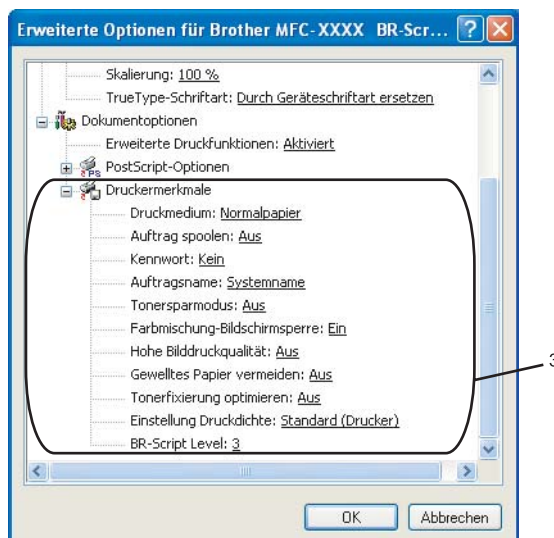 Erweiterte Optionen für Brother MFC-XXXX BR-Scr...
Skalierung: 100 %
TrueType-Schriftart: Durch Geräteschriftart ersetzen
Dokumentoptionen
Erweiterte Druckfunktionen: Aktiviert
PostScript-Optionen
Druckermerkmale
Druckmedium: Normalpapier
Auftrag spoolen: Aus
Kennwort: Kein
Auftragsname: Systemname
Tonersparmodus: Aus
Farbmischung-Bildschirmsperre: Ein
Hohe Bilddruckqualität: Aus
Gewelltes Papier vermeiden: Aus
Tonerfixierung optimieren: Aus
Einstellung Druckdichte: Standard (Drucker)
BR-Script Level: 3
3
OK Abbrechen